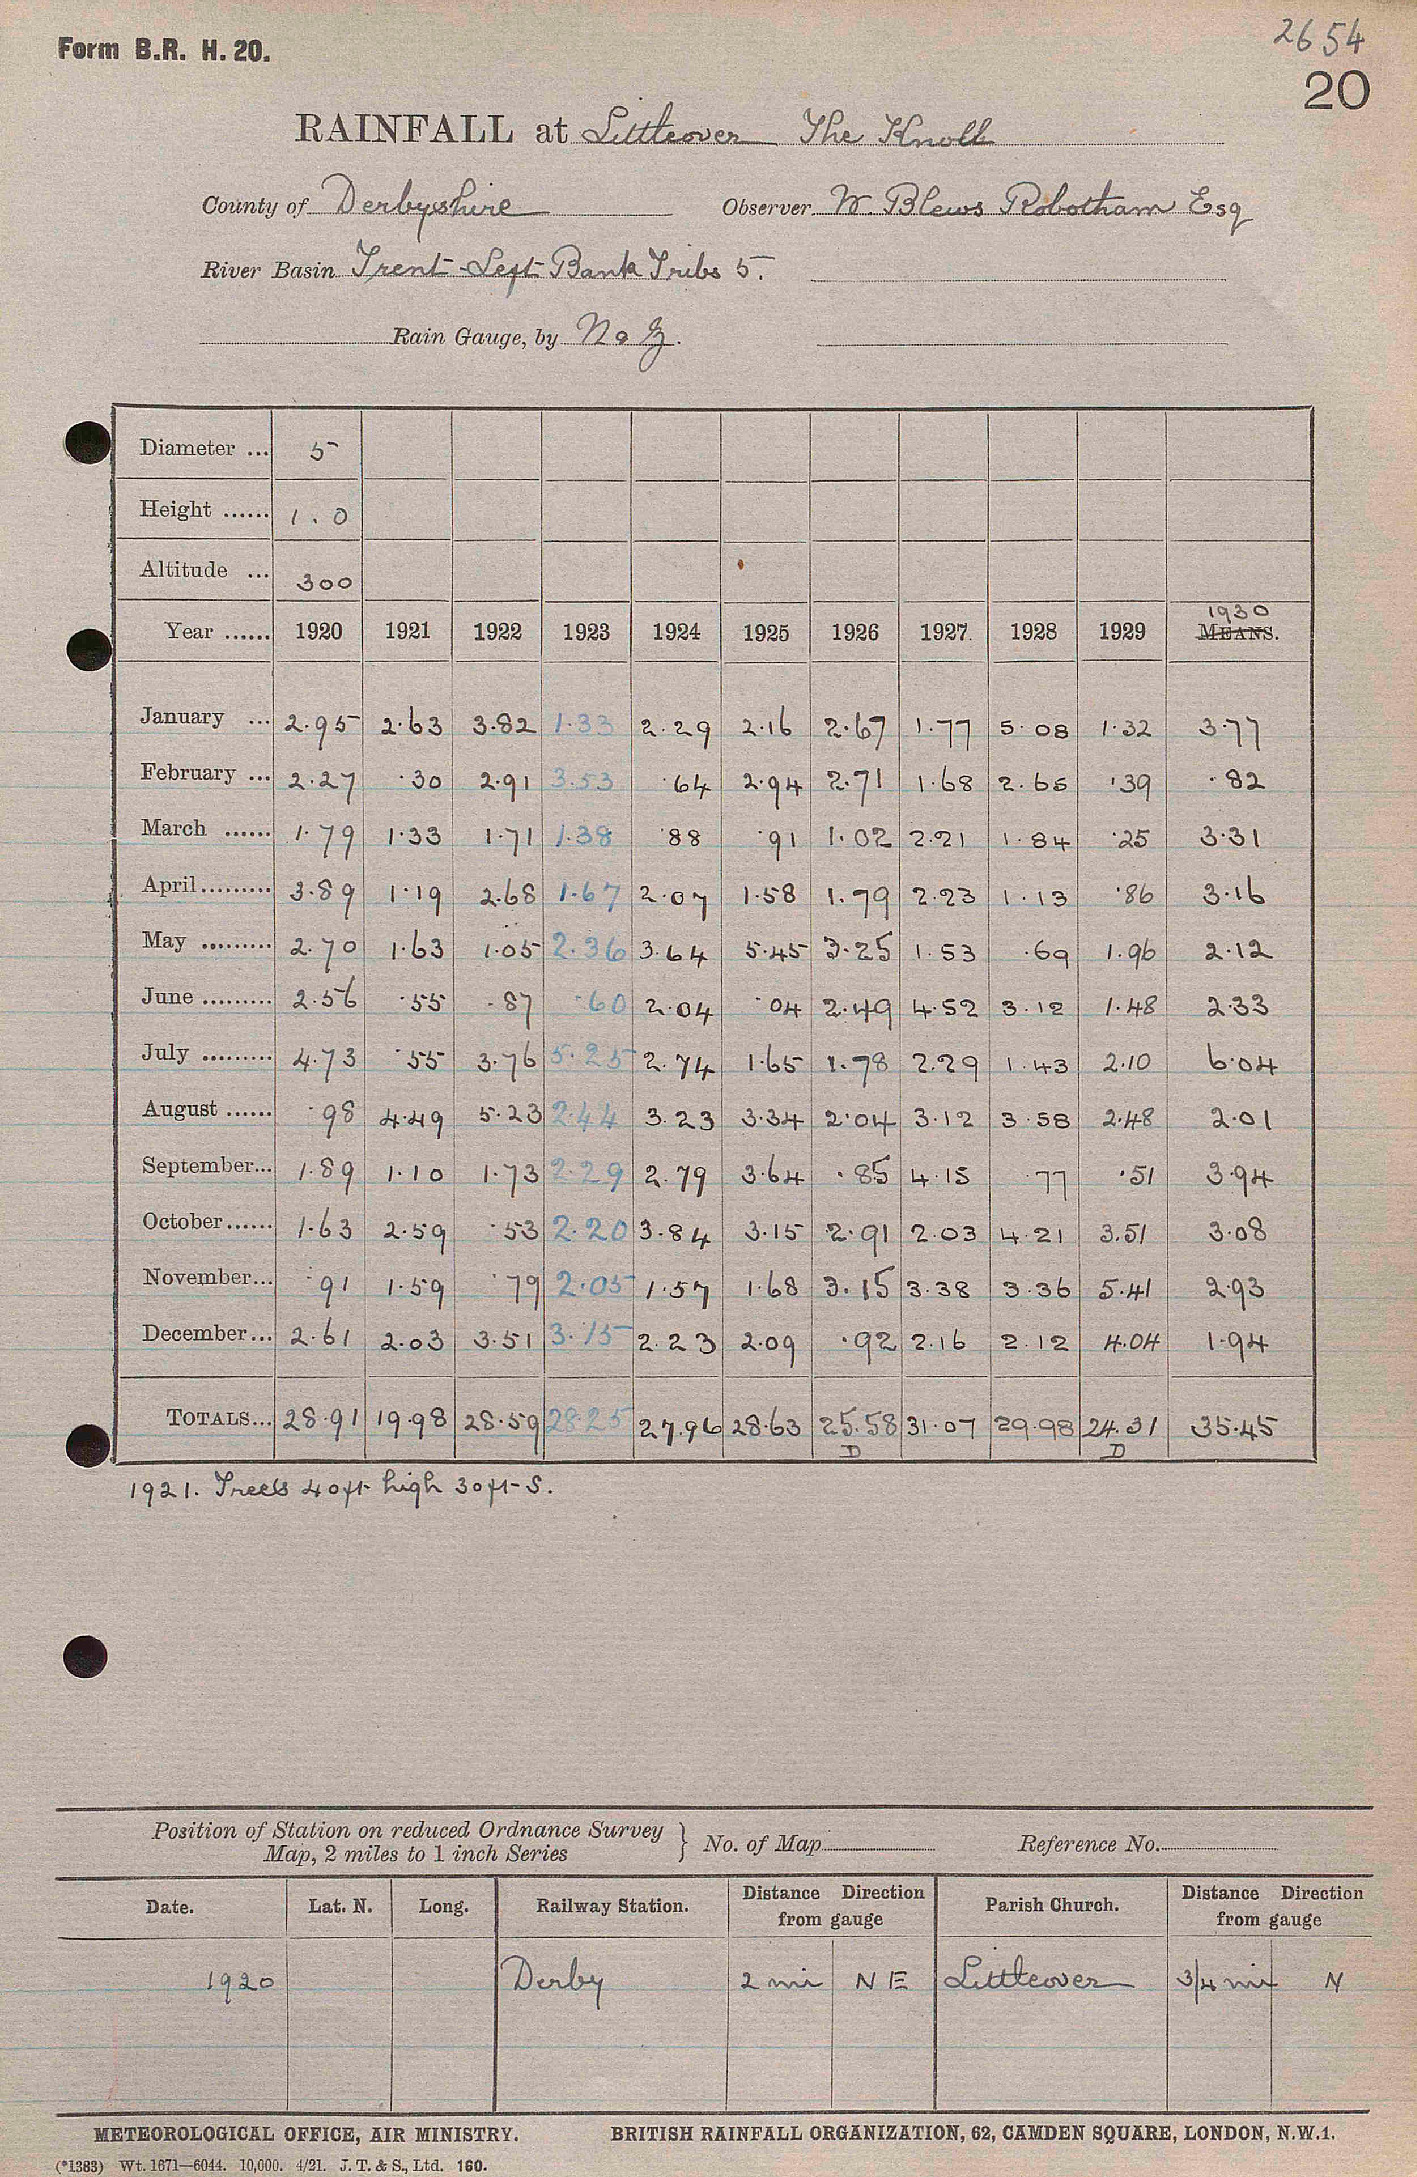 2654
Form B.R. H. 20.
20
RAINFALL at Littleover The Knoll
County of Derbyshire Observer W. Blews Robotham Esq
River Basin Trent-Left Bank Tribs 5.
Rain Gauge, by N & Z.
Diameter ... 5
Height ...... 1.0
Altitude ... 300
1930
Year ...... 1920 1921 1922 1923 1924 1925 1926 1927 1928 1929 MEANS.
January ... 2.95 2.63 3.82 1.33 2.29 2.16 2.67 1.77 5.08 1.32 3.77
February ... 2.27 .30 2.91 3.53 .64 2.94 2.71 1.68 2.65 .39 .82
March ...... 1.79 1.33 1.71 1.38 .88 .91 1.02 2.21 1.84 .25 3.31
April......... 3.89 1.19 2.68 1.67 2.07 1.58 1.79 2.23 1.13 .86 3.16
May ......... 2.70 1.63 1.05 2.36 3.64 5.45 3.25 1.53 .69 1.96 2.12
June ......... 2.56 .55 .87 .60 2.04 .04 2.49 4.52 3.12 1.48 2.33
July ......... 4.73 .55 3.76 5.25 2.74 1.65 1.78 2.29 1.43 2.10 6.04
August ...... .98 4.49 5.23 2.44 3.23 3.34 2.04 3.12 3.58 2.48 2.01
September... 1.89 1.10 1.73 2.29 2.79 3.64 .85 4.15 .77 .51 3.94
October...... 1.63 2.59 .53 2.20 3.84 3.15 2.91 2.03 4.21 3.51 3.08
November... .91 1.59 .79 2.05 1.57 1.68 3.15 3.38 3.36 5.41 2.93
December... 2.61 2.03 3.51 3.15 2.23 2.09 .92 2.16 2.12 4.04 1.94
TOTALS... 28.91 19.98 28.59 28.25 27.96 28.63 25.58 31.07 29.98 24.31 35.45
D D
1921. Trees 40ft high 30ft S.
Position of Station on reduced Ordnance Survey
Map, 2 miles to 1 inch Series } No. of Map Reference No.
Date. Lat. N. Long. Railway Station. Distance Direction from gauge Parish Church. Distance Direction from gauge
1920 Derby 2 mi N E Littleover 3/4 mi N
METEOROLOGICAL OFFICE, AIR MINISTRY. BRITISH RAINFALL ORGANIZATION, 62, CAMDEN SQUARE, LONDON, N.W.1.
(*1383) Wt. 1671—6044. 10,000. 4/21. J. T. & S., Ltd. 160.